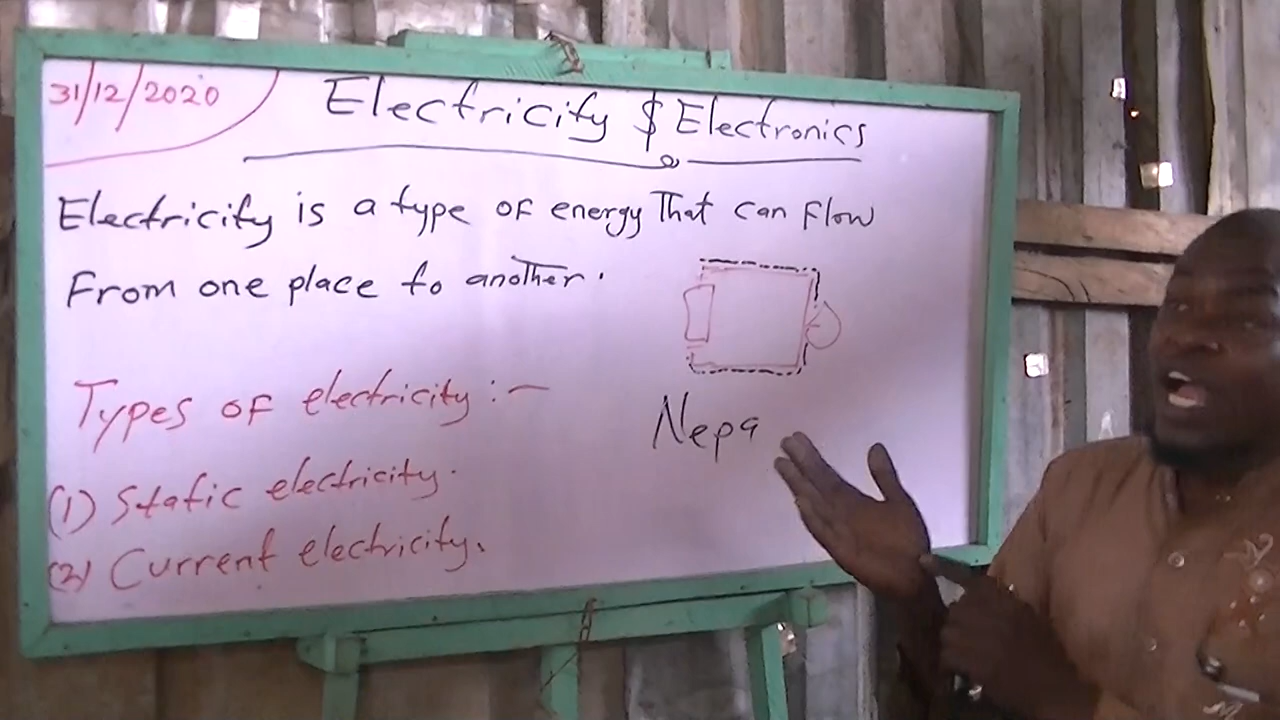 31/12/2020
Electricity $ Electronics
Electricity is a type of energy That can Flow
From one place to another.
Types of electricity :-
(1) Static electricity.
(2) Current electricity.
Nepa